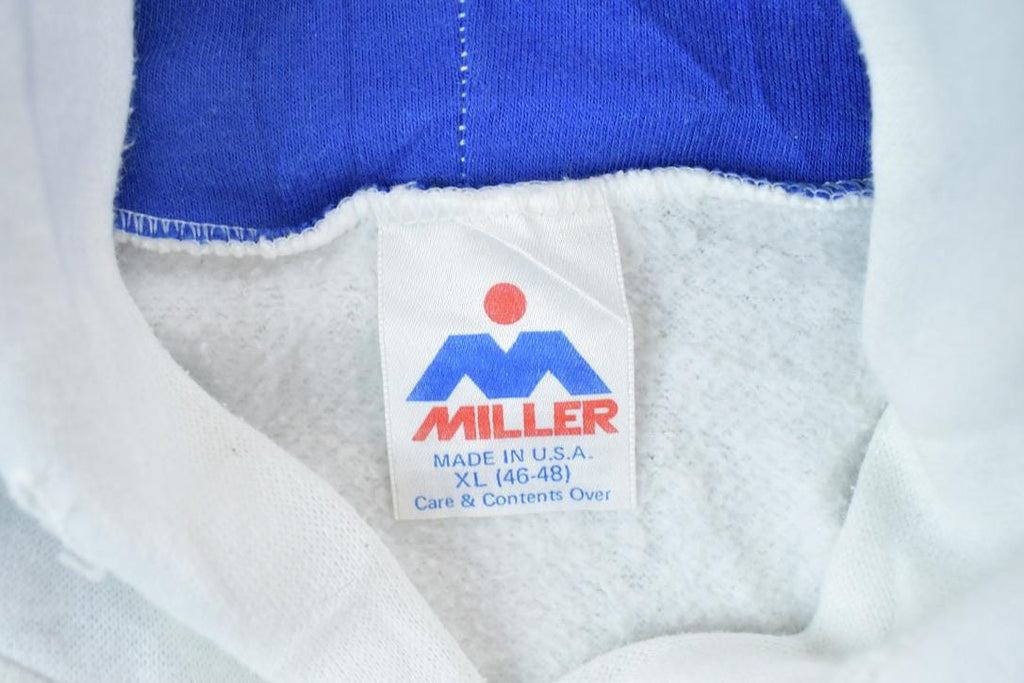 MILLER
MADE IN U.S.A.
XL (46-48)
Care & Contents Over